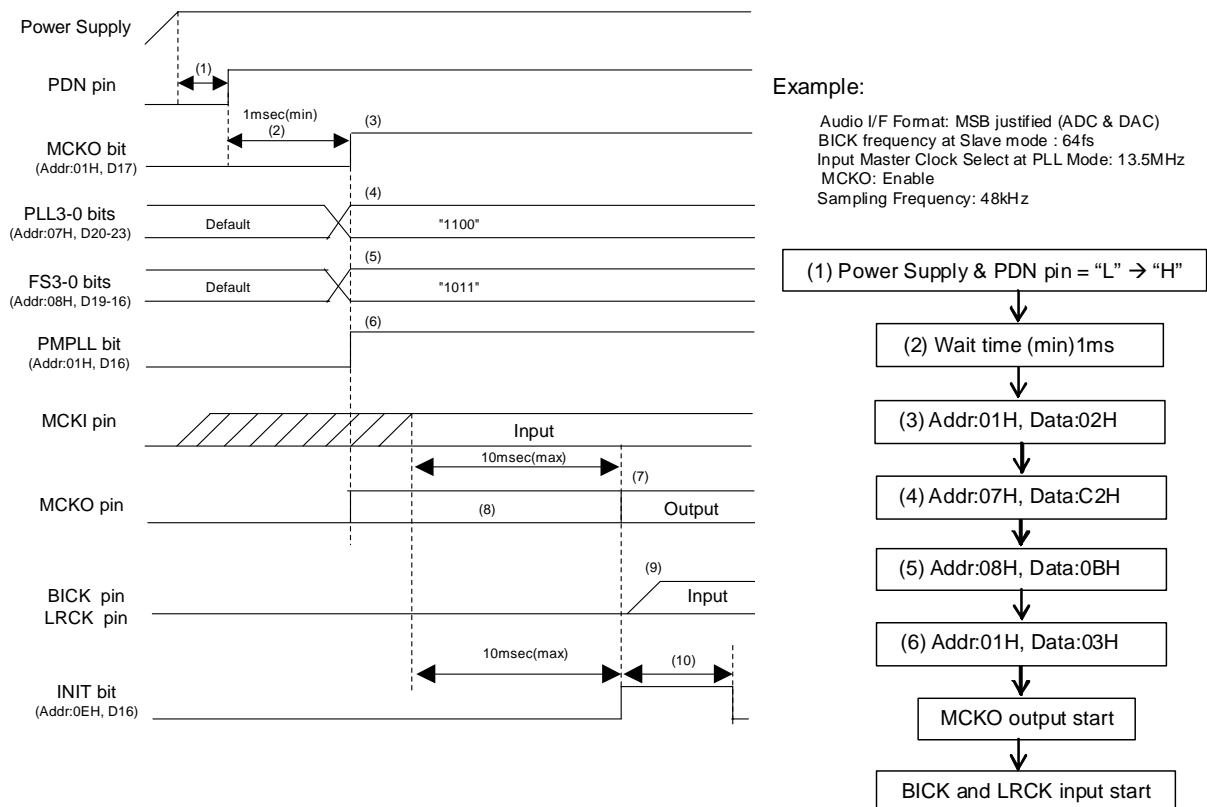 Power Supply
(1)
PDN pin
1msec(min)
(2)
(3)
MCKO bit
(Addr:01H, D17)
(4)
PLL3-0 bits
(Addr:07H, D20-23)
Default
"1100"
(5)
FS3-0 bits
(Addr:08H, D19-16)
Default
"1011"
(6)
PMPLL bit
(Addr:01H, D16)
MCKI pin
Input
10msec(max)
(7)
MCKO pin
(8)
Output
(9)
BICK pin
LRCK pin
Input
10msec(max)
(10)
INIT bit
(Addr:0EH, D16)
Example:
Audio I/F Format: MSB justified (ADC & DAC)
BICK frequency at Slave mode : 64fs
Input Master Clock Select at PLL Mode: 13.5MHz
MCKO: Enable
Sampling Frequency: 48kHz
(1) Power Supply & PDN pin = “L” → “H”
(2) Wait time (min)1ms
(3) Addr:01H, Data:02H
(4) Addr:07H, Data:C2H
(5) Addr:08H, Data:0BH
(6) Addr:01H, Data:03H
MCKO output start
BICK and LRCK input start